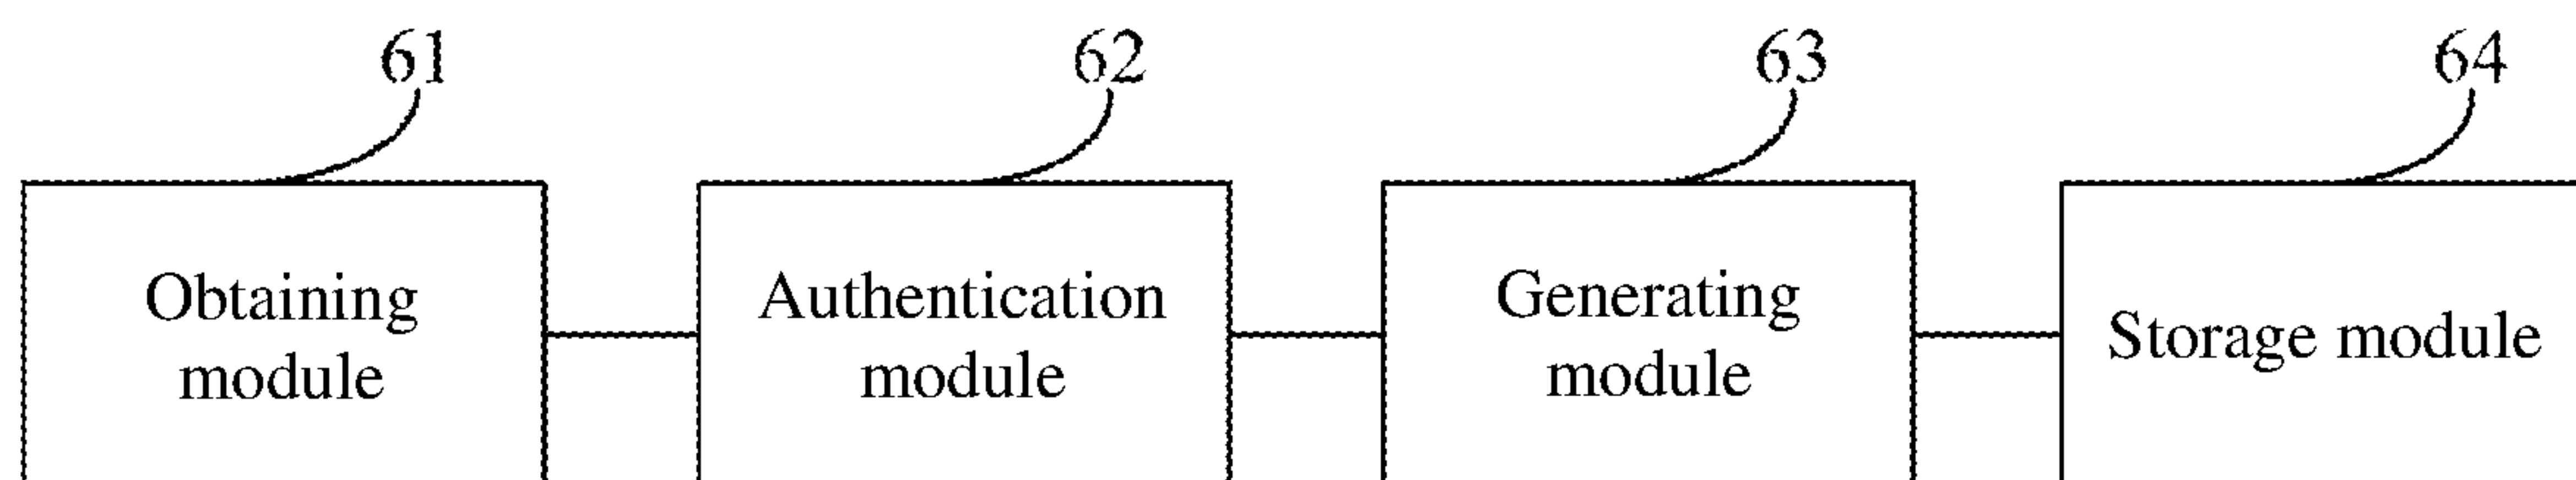 61
62
63
64
Obtaining
module
Authentication
module
Generating
module
Storage module